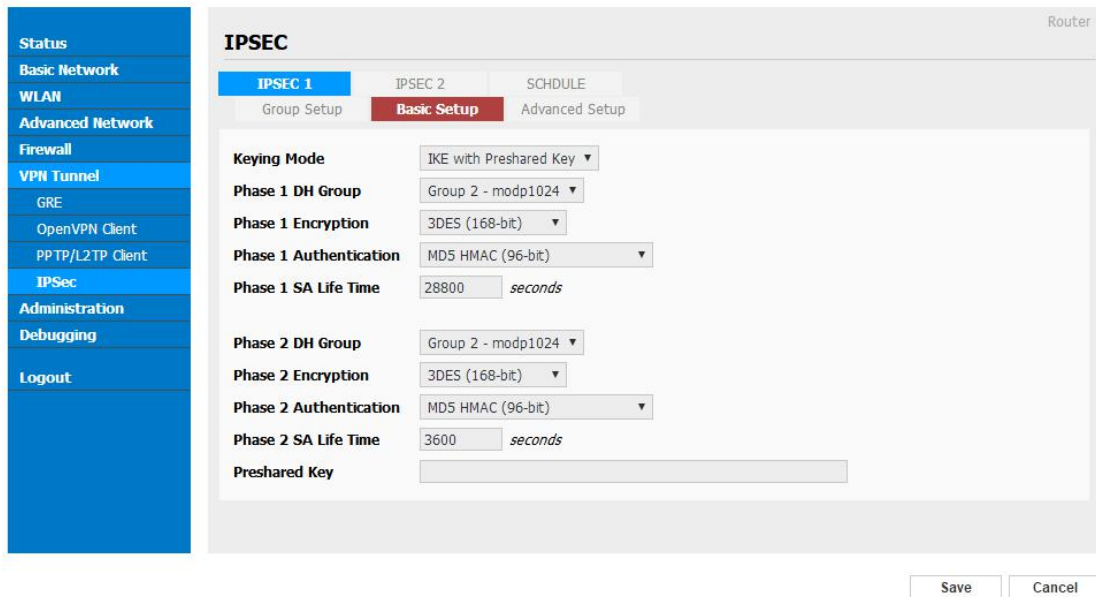 Router
Status
Basic Network
WLAN
Advanced Network
Firewall
VPN Tunnel
GRE
OpenVPN Client
PPTP/L2TP Client
IPSec
Administration
Debugging
Logout
IPSEC
IPSEC 1 IPSEC 2 SCHDULE
Group Setup Basic Setup Advanced Setup
Keying Mode IKE with Preshared Key
Phase 1 DH Group Group 2 - modp1024
Phase 1 Encryption 3DES (168-bit)
Phase 1 Authentication MD5 HMAC (96-bit)
Phase 1 SA Life Time 28800 seconds
Phase 2 DH Group Group 2 - modp1024
Phase 2 Encryption 3DES (168-bit)
Phase 2 Authentication MD5 HMAC (96-bit)
Phase 2 SA Life Time 3600 seconds
Preshared Key
Save Cancel